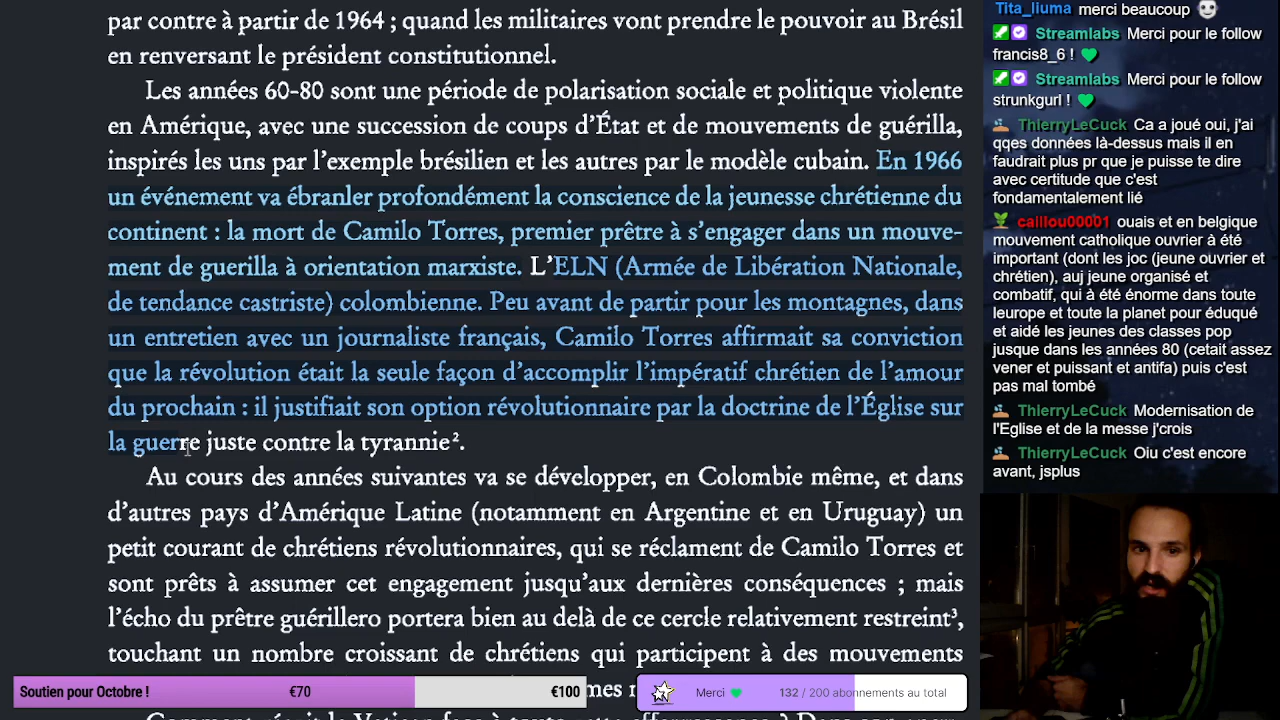 par contre à partir de 1964 ; quand les militaires vont prendre le pouvoir au Brésil
en renversant le président constitutionnel.
Les années 60-80 sont une période de polarisation sociale et politique violente
en Amérique, avec une succession de coups d’État et de mouvements de guérilla,
inspirés les uns par l’exemple brésilien et les autres par le modèle cubain. En 1966
un événement va ébranler profondément la conscience de la jeunesse chrétienne du
continent : la mort de Camilo Torres, premier prêtre à s’engager dans un mouve-
ment de guerilla à orientation marxiste. L’ELN (Armée de Libération Nationale,
de tendance castriste) colombienne. Peu avant de partir pour les montagnes, dans
un entretien avec un journaliste français, Camilo Torres affirmait sa conviction
que la révolution était la seule façon d’accomplir l’impératif chrétien de l’amour
du prochain : il justifiait son option révolutionnaire par la doctrine de l’Église sur
la guerre juste contre la tyrannie².
Au cours des années suivantes va se développer, en Colombie même, et dans
d’autres pays d’Amérique Latine (notamment en Argentine et en Uruguay) un
petit courant de chrétiens révolutionnaires, qui se réclament de Camilo Torres et
sont prêts à assumer cet engagement jusqu’aux dernières conséquences ; mais
l’écho du prêtre guérillero portera bien au delà de ce cercle relativement restreint³,
touchant un nombre croissant de chrétiens qui participent à des mouvements
Tita_liuma merci beaucoup
Streamlabs Merci pour le follow
francis8_6 !
Streamlabs Merci pour le follow
strunkgurl !
ThierryLeCuck Ca a joué oui, j'ai
qqes données là-dessus mais il en
faudrait plus pr que je puisse te dire
avec certitude que c'est
fondamentalement lié
caillou00001 ouais et en belgique
mouvement catholique ouvrier à été
important (dont les joc (jeune ouvrier et
chrétien), auj jeune organisé et
combatif, qui à été énorme dans toute
leurope et toute la planet pour éduqué
et aidé les jeunes des classes pop
jusque dans les années 80 (cetait assez
vener et puissant et antifa) puis c'est
pas mal tombé
ThierryLeCuck Modernisation de
l'Eglise et de la messe j'crois
ThierryLeCuck Oiu c'est encore
avant, jsplus
Soutien pour Octobre ! €70 €100
Merci 132 / 200 abonnements au total